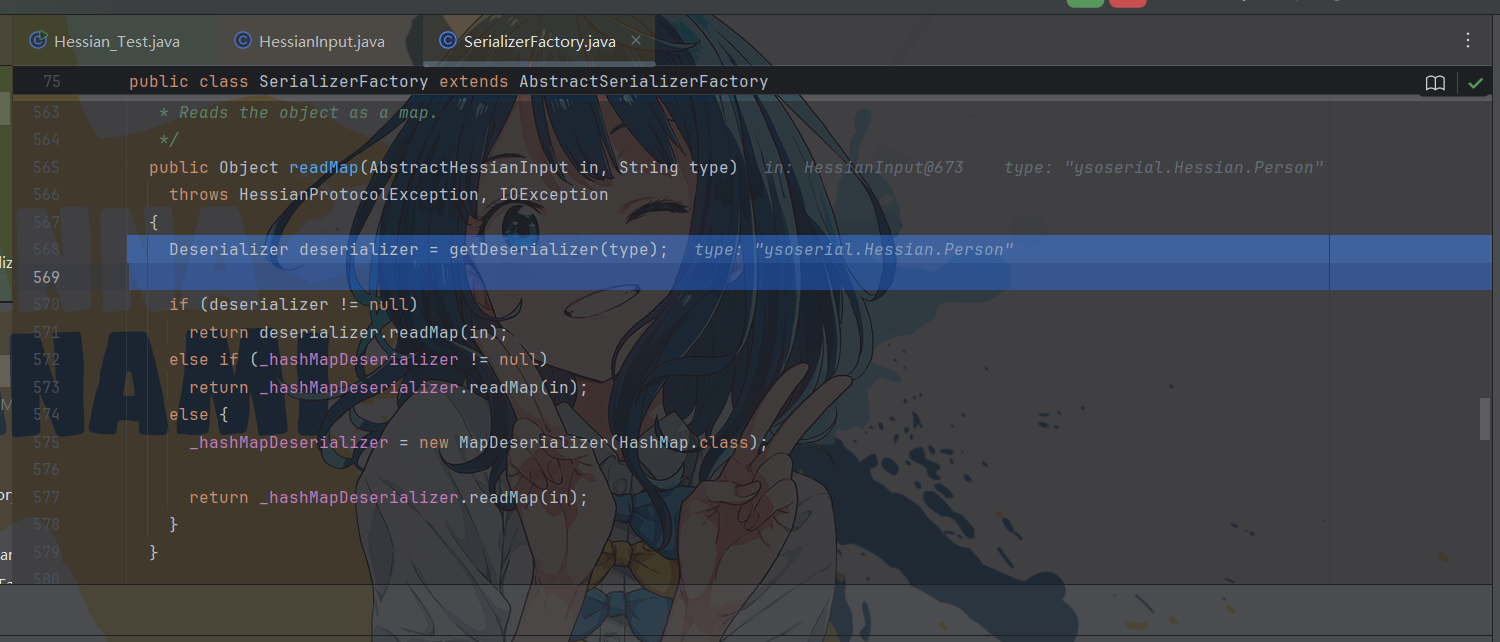 Hessian_Test.java HessianInput.java SerializerFactory.java
75 public class SerializerFactory extends AbstractSerializerFactory
563 * Reads the object as a map.
564 */
565 public Object readMap(AbstractHessianInput in, String type) in: HessianInput@673 type: "ysoserial.Hessian.Person"
566 throws HessianProtocolException, IOException
567 {
568 Deserializer deserializer = getDeserializer(type); type: "ysoserial.Hessian.Person"
569
570 if (deserializer != null)
571 return deserializer.readMap(in);
572 else if (_hashMapDeserializer != null)
573 return _hashMapDeserializer.readMap(in);
574 else {
575 _hashMapDeserializer = new MapDeserializer(HashMap.class);
576
577 return _hashMapDeserializer.readMap(in);
578 }
579 }
580